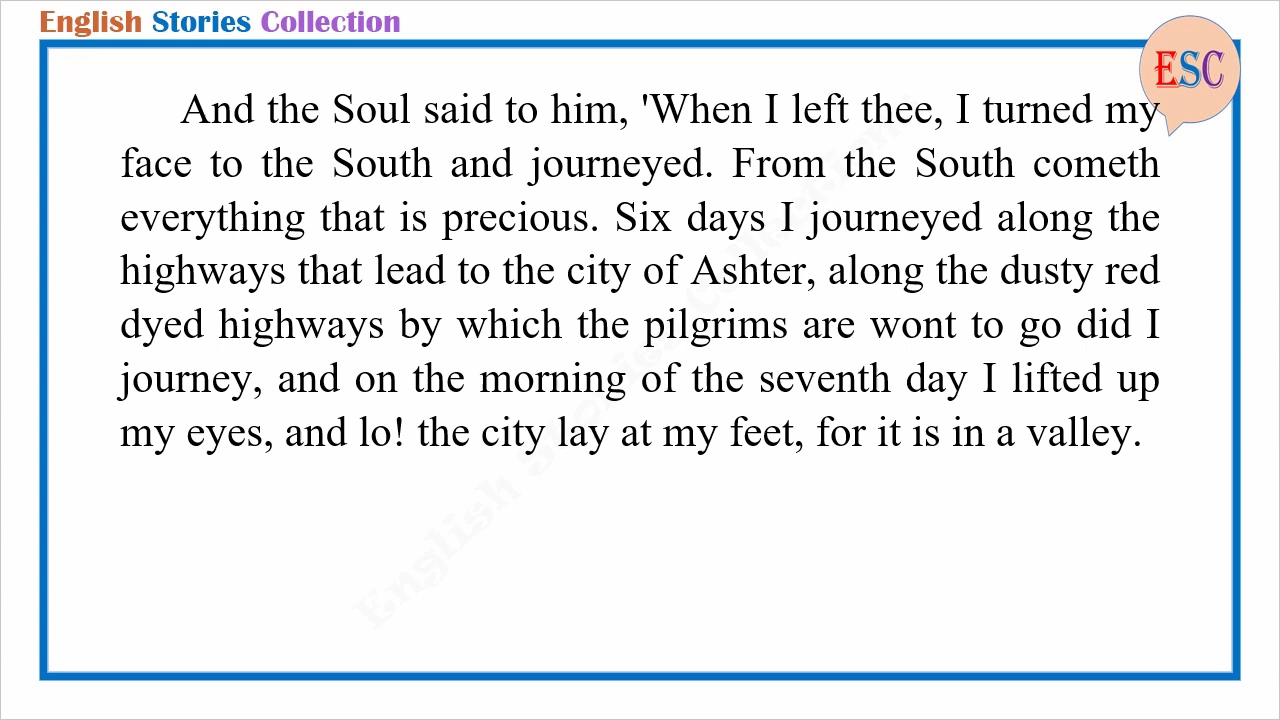 English Stories Collection
ESC
And the Soul said to him, 'When I left thee, I turned my
face to the South and journeyed. From the South cometh
everything that is precious. Six days I journeyed along the
highways that lead to the city of Ashter, along the dusty red
dyed highways by which the pilgrims are wont to go did I
journey, and on the morning of the seventh day I lifted up
my eyes, and lo! the city lay at my feet, for it is in a valley.
English Stories Collection